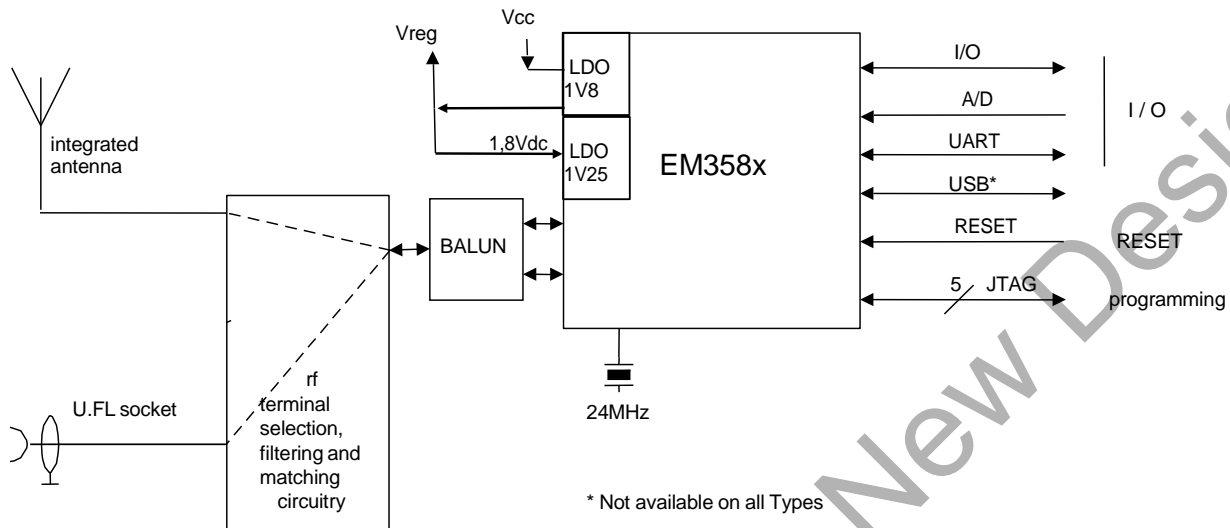 Vcc
Vreg
LDO
1V8
1,8Vdc
LDO
1V25
EM358x
I/O
A/D
UART
USB*
RESET
5 JTAG
I / O
RESET
programming
integrated
antenna
BALUN
24MHz
U.FL socket
rf
terminal
selection,
filtering and
matching
circuitry
* Not available on all Types
New